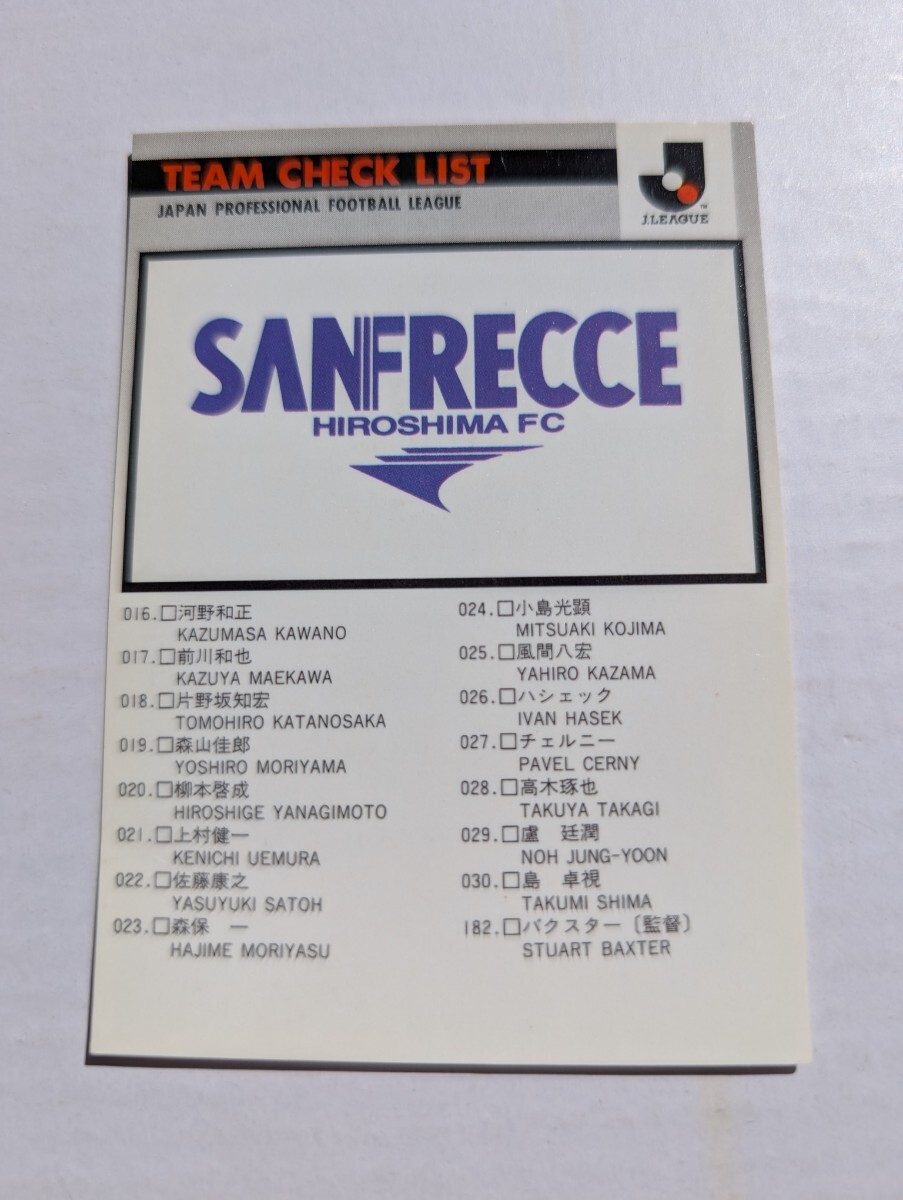 TEAM CHECK LIST
JAPAN PROFESSIONAL FOOTBALL LEAGUE
J.LEAGUE™
SANFRECCE
HIROSHIMA FC
016.□河野和正
KAZUMASA KAWANO
017.□前川和也
KAZUYA MAEKAWA
018.□片野坂知宏
TOMOHIRO KATANOSAKA
019.□森山佳郎
YOSHIRO MORIYAMA
020.□柳本啓成
HIROSHIGE YANAGIMOTO
021.□上村健一
KENICHI UEMURA
022.□佐藤康之
YASUYUKI SATOH
023.□森保 一
HAJIME MORIYASU
024.□小島光顕
MITSUAKI KOJIMA
025.□風間八宏
YAHIRO KAZAMA
026.□ハシェック
IVAN HASEK
027.□チェルニー
PAVEL CERNY
028.□高木琢也
TAKUYA TAKAGI
029.□盧 廷潤
NOH JUNG-YOON
030.□島 卓視
TAKUMI SHIMA
182.□バクスター〔監督〕
STUART BAXTER